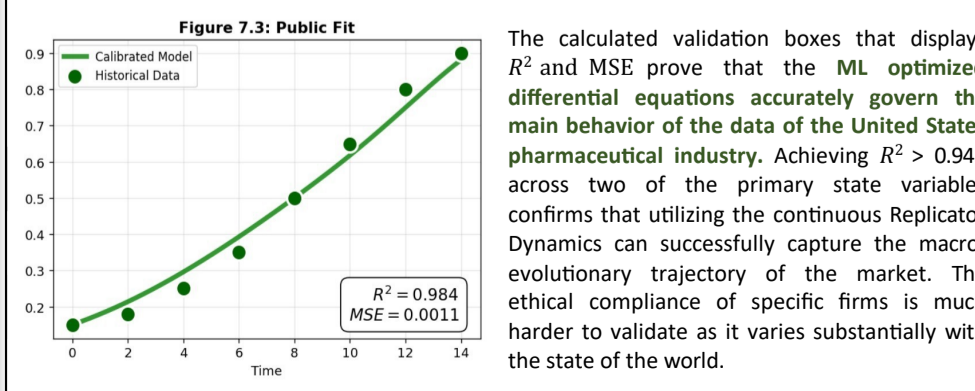 Figure 7.3: Public Fit
Calibrated Model
Historical Data
0.9
0.8
0.7
0.6
0.5
0.4
0.3
0.2
R² = 0.984
MSE = 0.0011
0 2 4 6 8 10 12 14
Time
The calculated validation boxes that display
R² and MSE prove that the ML optimize
differential equations accurately govern th
main behavior of the data of the United State
pharmaceutical industry. Achieving R² > 0.94
across two of the primary state variable
confirms that utilizing the continuous Replicato
Dynamics can successfully capture the macro
evolutionary trajectory of the market. Th
ethical compliance of specific firms is muc
harder to validate as it varies substantially wit
the state of the world.